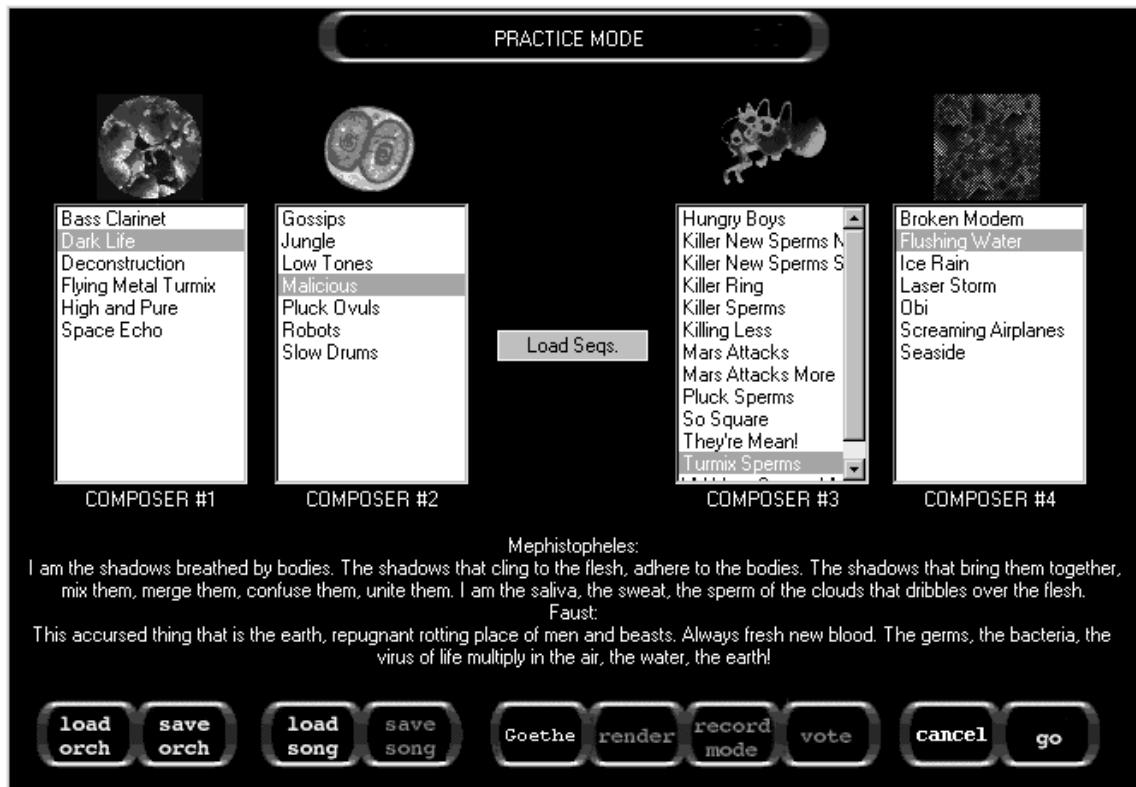 PRACTICE MODE
Bass Clarinet
Dark Life
Deconstruction
Flying Metal Turmix
High and Pure
Space Echo
COMPOSER #1
Gossips
Jungle
Low Tones
Malicious
Pluck Ovuls
Robots
Slow Drums
COMPOSER #2
Load Seqs.
Hungry Boys
Killer New Sperms N
Killer New Sperms S
Killer Ring
Killer Sperms
Killing Less
Mars Attacks
Mars Attacks More
Pluck Sperms
So Square
They're Mean!
Turmix Sperms
COMPOSER #3
Broken Modem
Flushing Water
Ice Rain
Laser Storm
Obi
Screaming Airplanes
Seaside
COMPOSER #4
Mephistopheles:
I am the shadows breathed by bodies. The shadows that cling to the flesh, adhere to the bodies. The shadows that bring them together,
mix them, merge them, confuse them, unite them. I am the saliva, the sweat, the sperm of the clouds that dribbles over the flesh.
Faust:
This accursed thing that is the earth, repugnant rotting place of men and beasts. Always fresh new blood. The germs, the bacteria, the
virus of life multiply in the air, the water, the earth!
load
orch
save
orch
load
song
save
song
Goethe
render
record
mode
vote
cancel
go